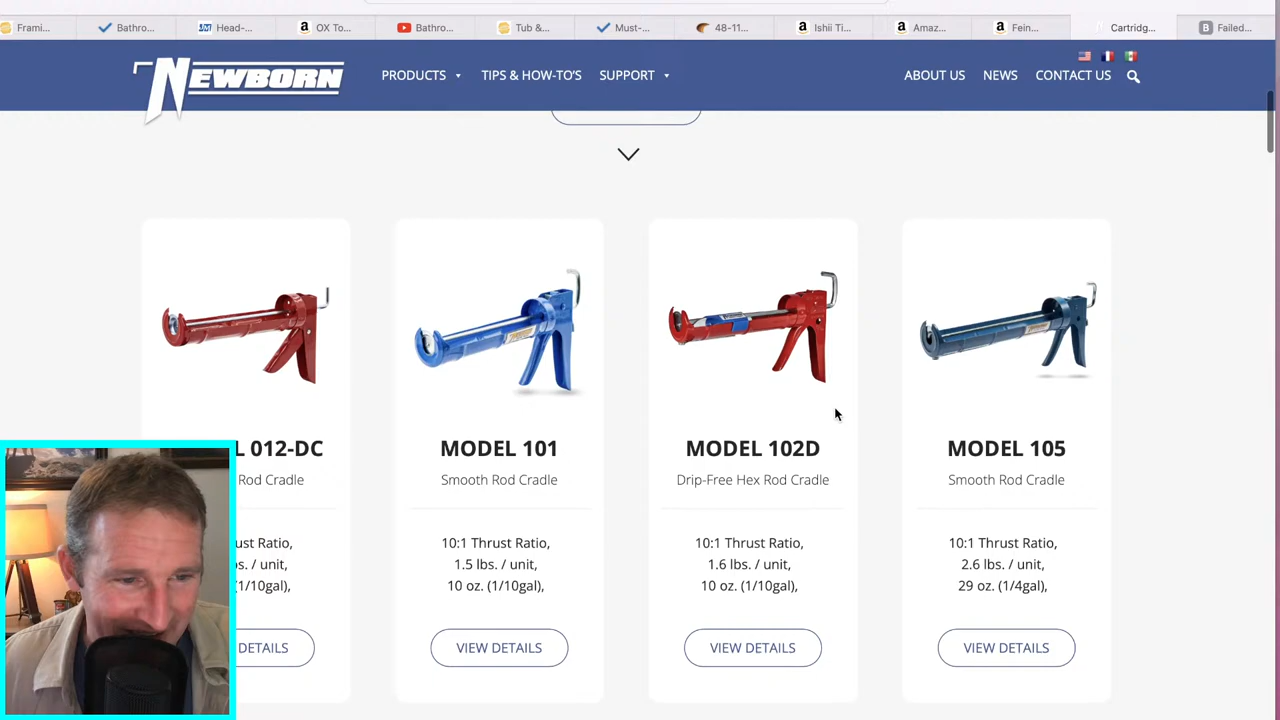 Frami...
Bathro...
Head-...
OX To...
Bathro...
Tub &...
Must-...
48-11...
Ishii Ti...
Amaz...
Fein...
Cartridg...
Failed...
NEWBORN
PRODUCTS
TIPS & HOW-TO'S
SUPPORT
ABOUT US
NEWS
CONTACT US
L 012-DC
MODEL 101
MODEL 102D
MODEL 105
Rod Cradle
Smooth Rod Cradle
Drip-Free Hex Rod Cradle
Smooth Rod Cradle
ust Ratio,
10:1 Thrust Ratio,
10:1 Thrust Ratio,
10:1 Thrust Ratio,
bs. / unit,
1.5 lbs. / unit,
1.6 lbs. / unit,
2.6 lbs. / unit,
(1/10gal),
10 oz. (1/10gal),
10 oz. (1/10gal),
29 oz. (1/4gal),
DETAILS
VIEW DETAILS
VIEW DETAILS
VIEW DETAILS